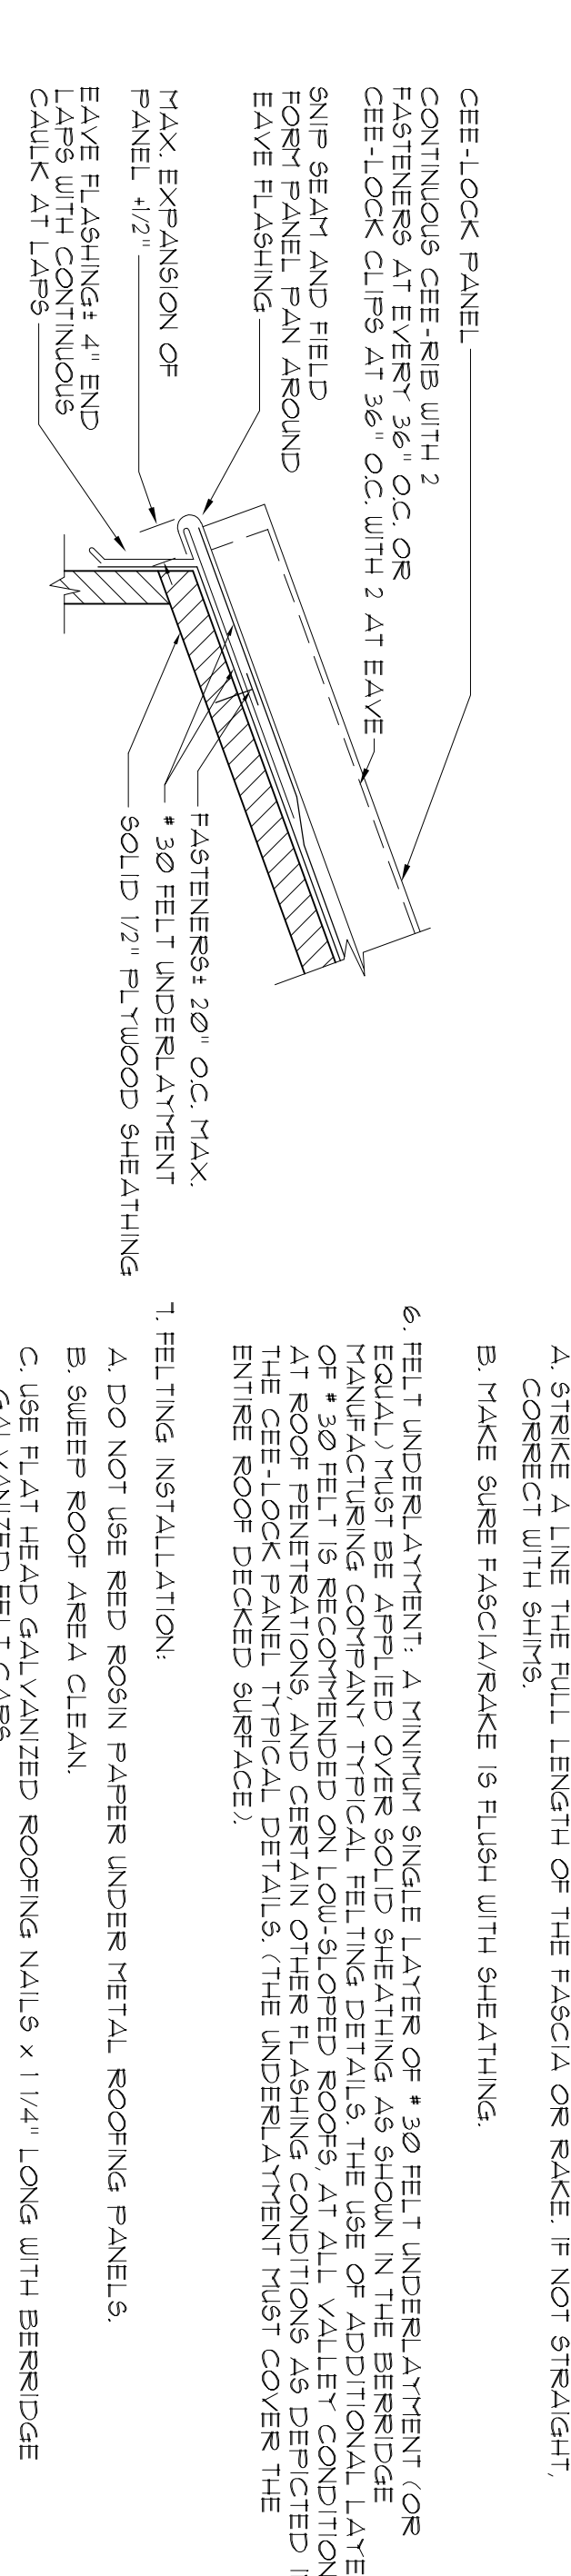 CEE-LOCK PANEL
CONTINUOUS CEE-RIB WITH 2
FASTENERS AT EVERY 36" O.C. OR
CEE-LOCK CLIPS AT 36" O.C. WITH 2 AT EAVE
SNIP SEAM AND FIELD
FORM PANEL PAN AROUND
EAVE FLASHING
MAX. EXPANSION OF
PANEL +1/2"
EAVE FLASHING± 4" END
LAPS WITH CONTINUOUS
CAULK AT LAPS
FASTENERS± 20" O.C. MAX.
# 30 FELT UNDERLAYMENT
SOLID 1/2" PLYWOOD SHEATHING
A. STRIKE A LINE THE FULL LENGTH OF THE FASCIA OR RAKE. IF NOT STRAIGHT,
CORRECT WITH SHIMS.
B. MAKE SURE FASCIA/RAKE IS FLUSH WITH SHEATHING.
6. FELT UNDERLAYMENT: A MINIMUM SINGLE LAYER OF # 30 FELT UNDERLAYMENT (OR
EQUAL) MUST BE APPLIED OVER SOLID SHEATHING AS SHOWN IN THE BERRIDGE
MANUFACTURING COMPANY TYPICAL FELTING DETAILS. THE USE OF ADDITIONAL LAYE
OF # 30 FELT IS RECOMMENDED ON LOW-SLOPED ROOFS, AT ALL VALLEY CONDITION
AT ROOF PENETRATIONS, AND CERTAIN OTHER FLASHING CONDITIONS AS DEPICTED I
THE CEE-LOCK PANEL TYPICAL DETAILS. (THE UNDERLAYMENT MUST COVER THE
ENTIRE ROOF DECKED SURFACE).
7. FELTING INSTALLATION:
A. DO NOT USE RED ROSIN PAPER UNDER METAL ROOFING PANELS.
B. SWEEP ROOF AREA CLEAN.
C. USE FLAT HEAD GALVANIZED ROOFING NAILS x 1 1/4" LONG WITH BERRIDGE
GALVANIZED FELT CAPS